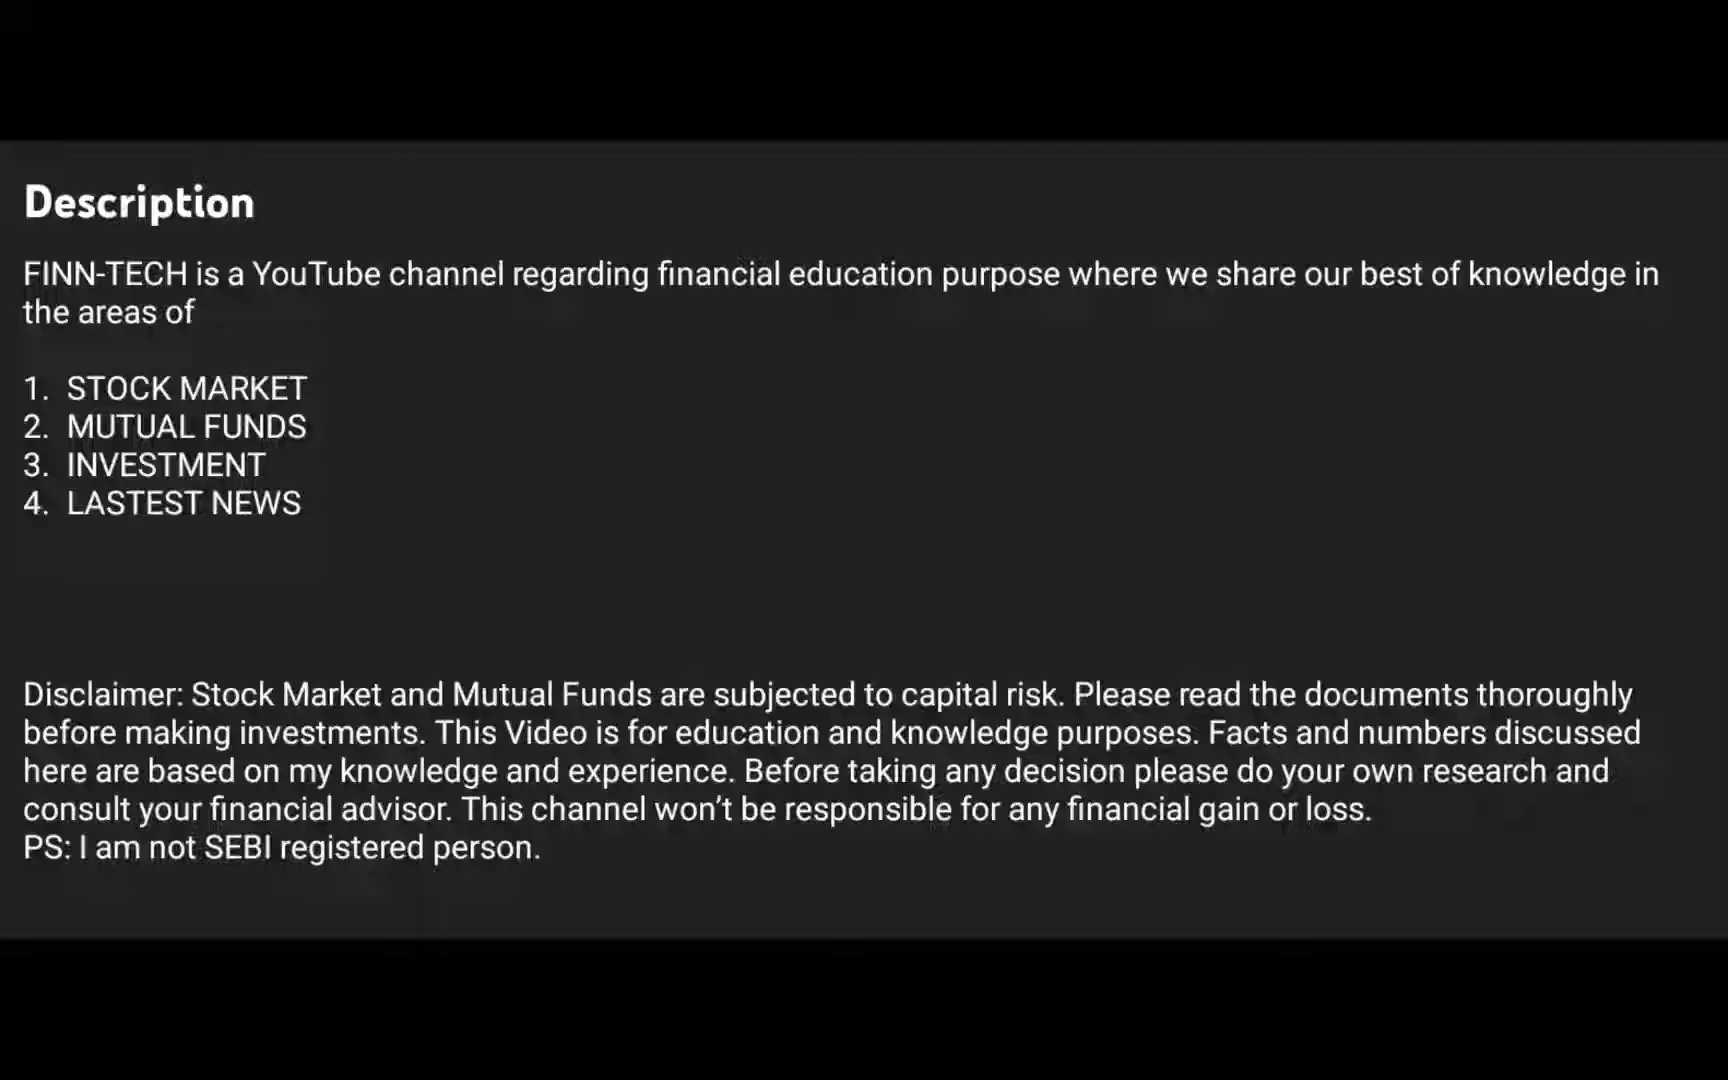 Description
FINN-TECH is a YouTube channel regarding financial education purpose where we share our best of knowledge in
the areas of
1. STOCK MARKET
2. MUTUAL FUNDS
3. INVESTMENT
4. LASTEST NEWS
Disclaimer: Stock Market and Mutual Funds are subjected to capital risk. Please read the documents thoroughly
before making investments. This Video is for education and knowledge purposes. Facts and numbers discussed
here are based on my knowledge and experience. Before taking any decision please do your own research and
consult your financial advisor. This channel won’t be responsible for any financial gain or loss.
PS: I am not SEBI registered person.